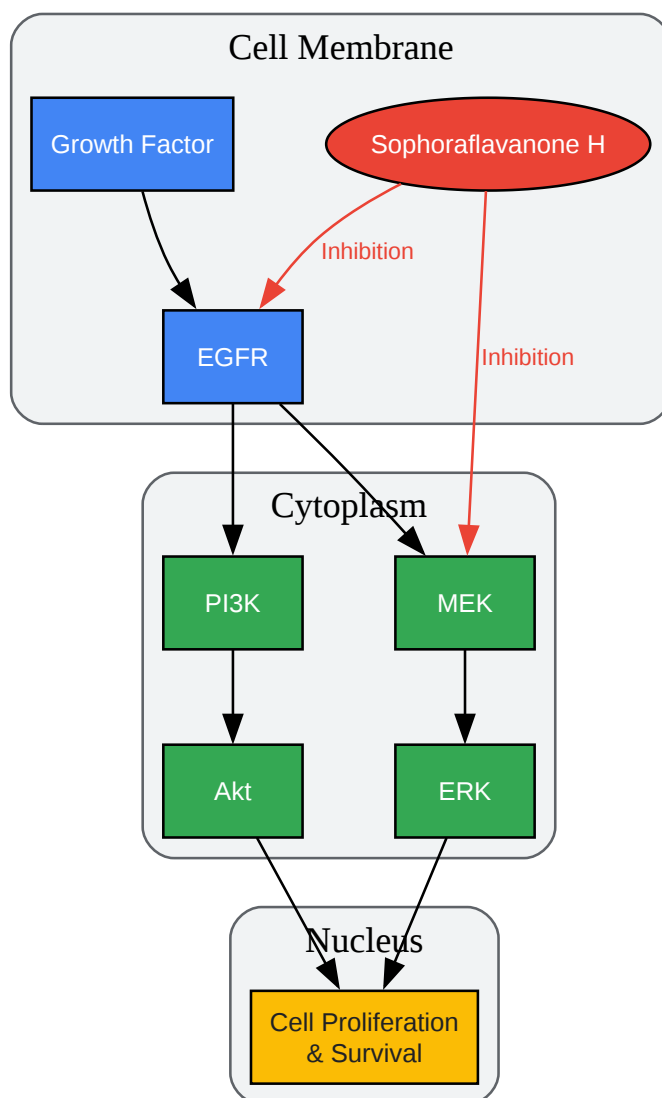 Cell Membrane
Growth Factor
Sophoraflavanone H
Inhibition
EGFR
Inhibition
Cytoplasm
PI3K
MEK
Akt
ERK
Nucleus
Cell Proliferation
& Survival